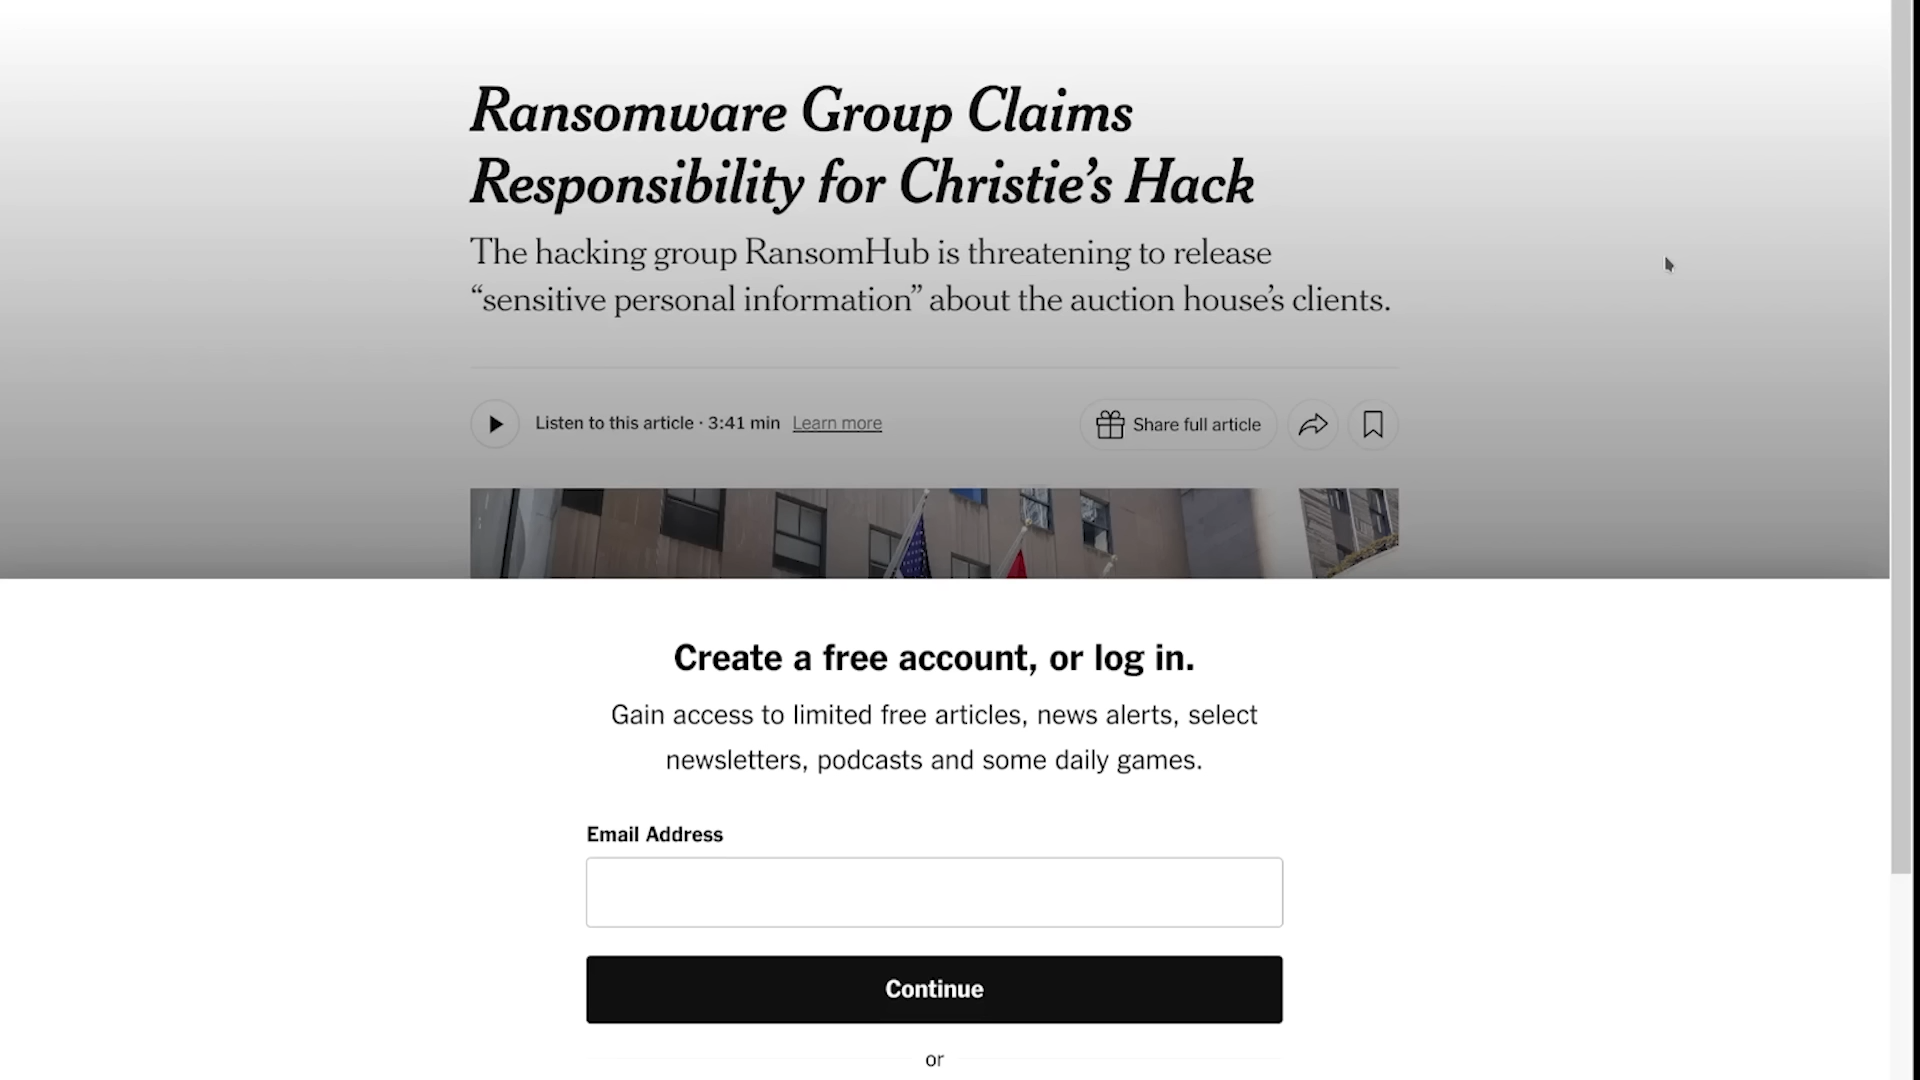 Ransomware Group Claims
Responsibility for Christie’s Hack
The hacking group RansomHub is threatening to release
“sensitive personal information” about the auction house’s clients.
Listen to this article · 3:41 min Learn more
Share full article
Create a free account, or log in.
Gain access to limited free articles, news alerts, select
newsletters, podcasts and some daily games.
Email Address
Continue
or